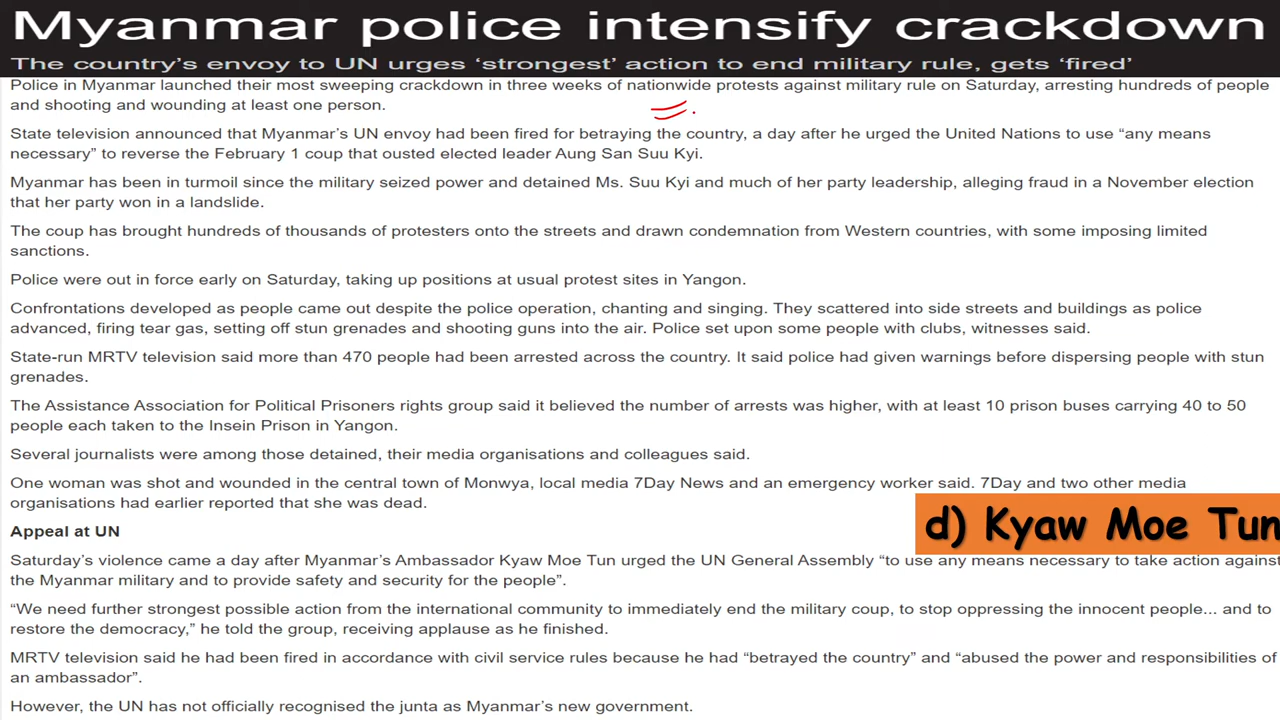 Myanmar police intensify crackdown
The country's envoy to UN urges ‘strongest’ action to end military rule, gets ‘fired’
Police in Myanmar launched their most sweeping crackdown in three weeks of nationwide protests against military rule on Saturday, arresting hundreds of people
and shooting and wounding at least one person.
State television announced that Myanmar's UN envoy had been fired for betraying the country, a day after he urged the United Nations to use “any means
necessary” to reverse the February 1 coup that ousted elected leader Aung San Suu Kyi.
Myanmar has been in turmoil since the military seized power and detained Ms. Suu Kyi and much of her party leadership, alleging fraud in a November election
that her party won in a landslide.
The coup has brought hundreds of thousands of protesters onto the streets and drawn condemnation from Western countries, with some imposing limited
sanctions.
Police were out in force early on Saturday, taking up positions at usual protest sites in Yangon.
Confrontations developed as people came out despite the police operation, chanting and singing. They scattered into side streets and buildings as police
advanced, firing tear gas, setting off stun grenades and shooting guns into the air. Police set upon some people with clubs, witnesses said.
State-run MRTV television said more than 470 people had been arrested across the country. It said police had given warnings before dispersing people with stun
grenades.
The Assistance Association for Political Prisoners rights group said it believed the number of arrests was higher, with at least 10 prison buses carrying 40 to 50
people each taken to the Insein Prison in Yangon.
Several journalists were among those detained, their media organisations and colleagues said.
One woman was shot and wounded in the central town of Monwya, local media 7Day News and an emergency worker said. 7Day and two other media
organisations had earlier reported that she was dead.
d) Kyaw Moe Tun
Appeal at UN
Saturday's violence came a day after Myanmar's Ambassador Kyaw Moe Tun urged the UN General Assembly “to use any means necessary to take action against
the Myanmar military and to provide safety and security for the people”.
“We need further strongest possible action from the international community to immediately end the military coup, to stop oppressing the innocent people... and to
restore the democracy,” he told the group, receiving applause as he finished.
MRTV television said he had been fired in accordance with civil service rules because he had “betrayed the country” and “abused the power and responsibilities of
an ambassador”.
However, the UN has not officially recognised the junta as Myanmar's new government.